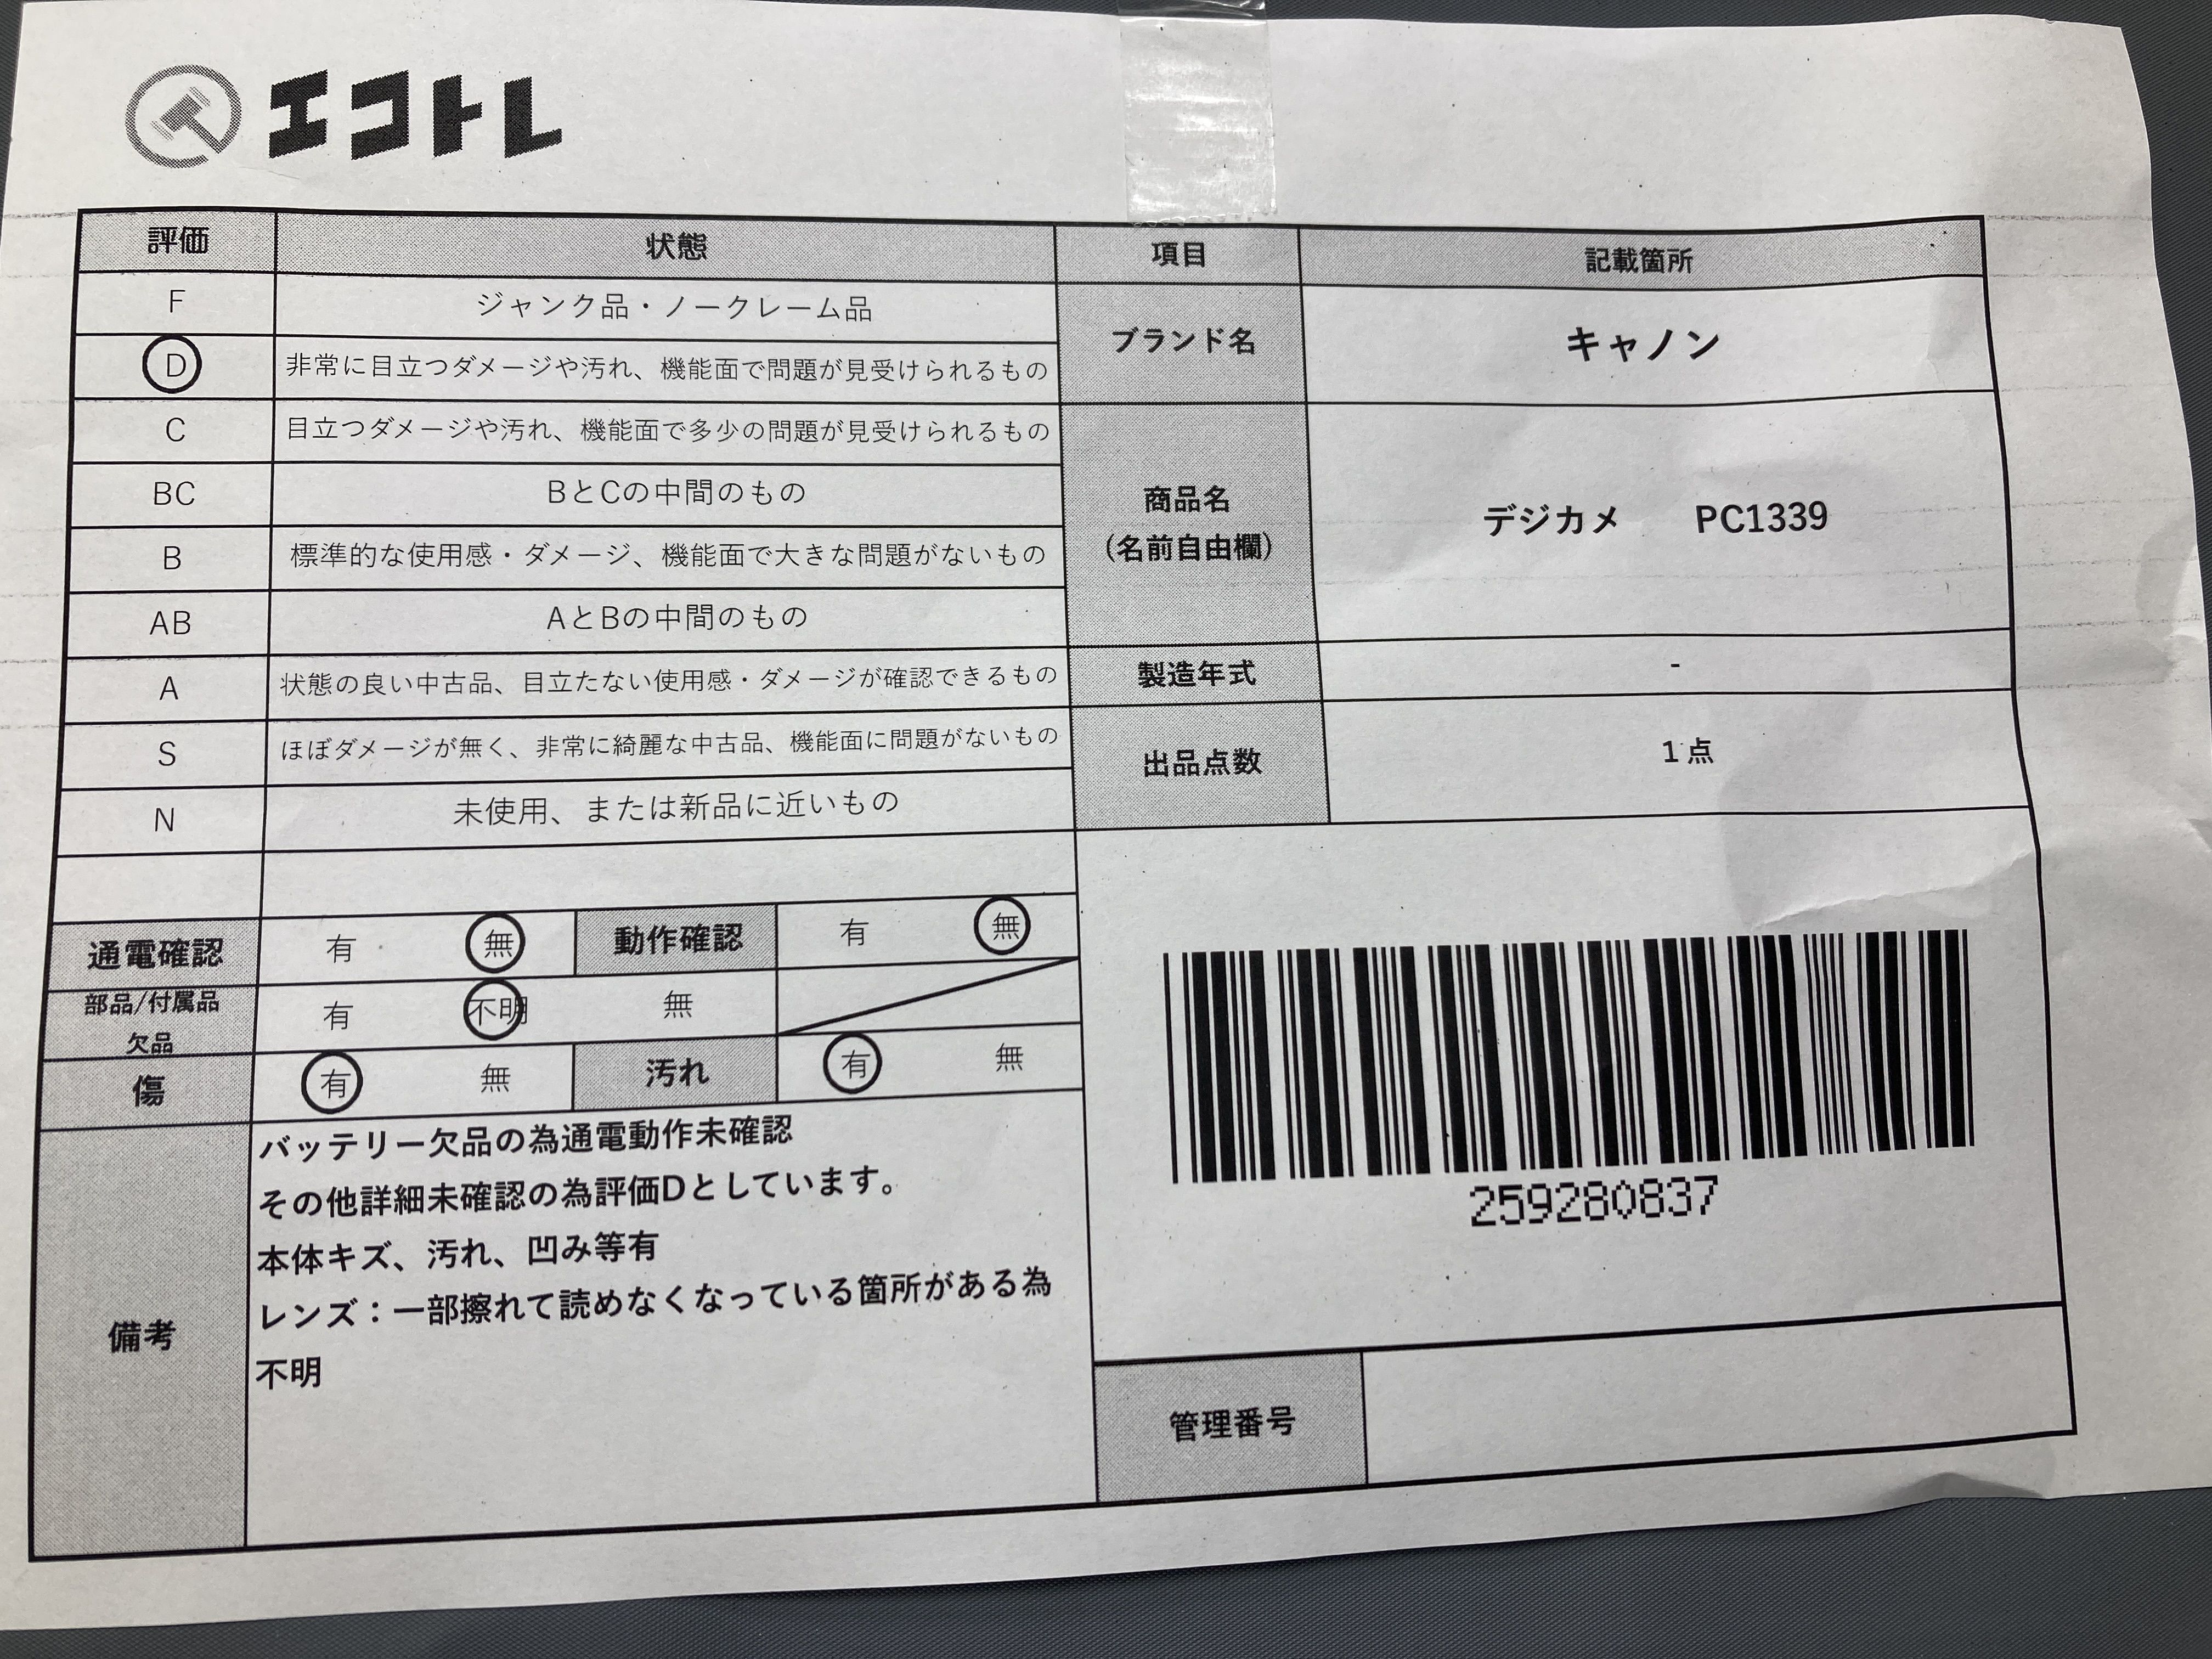 エコトレ
評価 状態 項目 記載箇所
F ジャンク品・ノークレーム品
D 非常に目立つダメージや汚れ、機能面で問題が見受けられるもの
ブランド名 キャノン
C 目立つダメージや汚れ、機能面で多少の問題が見受けられるもの
BC BとCの中間のもの
商品名
(名前自由欄)
デジカメ PC1339
B 標準的な使用感・ダメージ、機能面で大きな問題がないもの
AB AとBの中間のもの
A 状態の良い中古品、目立たない使用感・ダメージが確認できるもの
製造年式 -
S ほぼダメージが無く、非常に綺麗な中古品、機能面に問題がないもの
出品点数 1点
N 未使用、または新品に近いもの
通電確認 有 無 動作確認 有 無
部品/付属品
欠品
有 不明 無
傷 有 無 汚れ 有 無
備考
バッテリー欠品の為通電動作未確認
その他詳細未確認の為評価Dとしています。
本体キズ、汚れ、凹み等有
レンズ：一部擦れて読めなくなっている箇所がある為
不明
259280837
管理番号